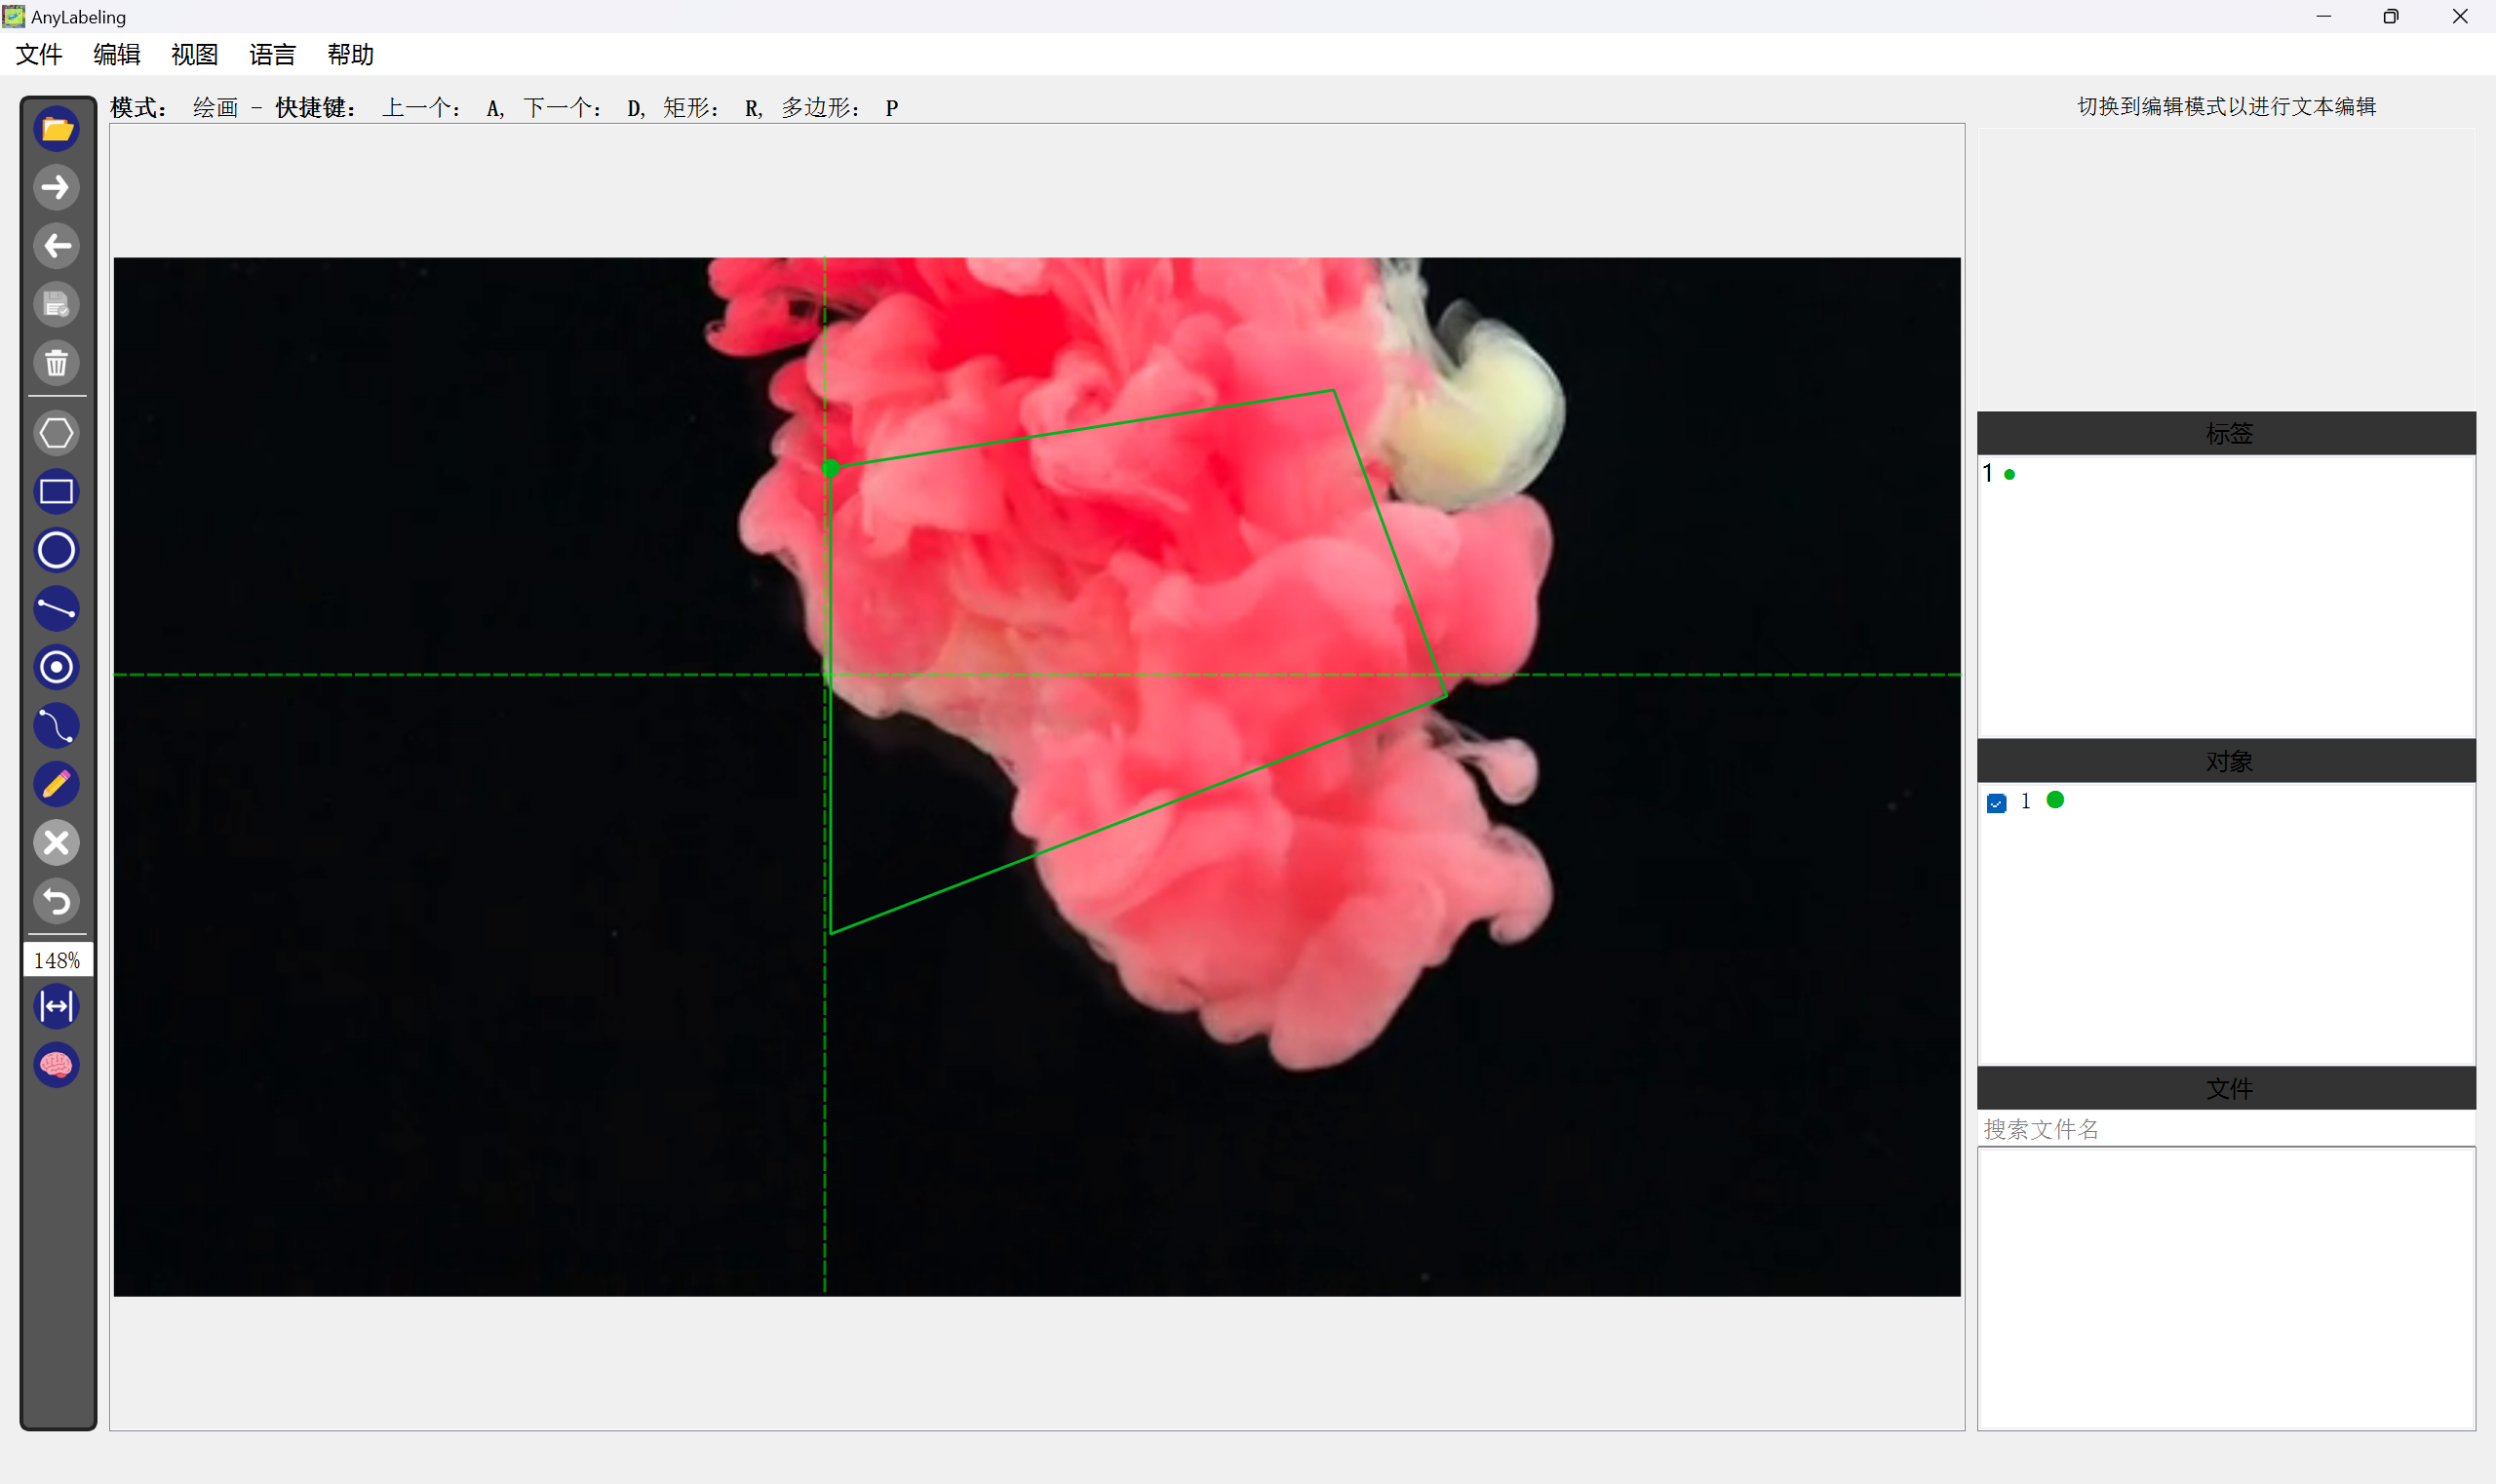 AnyLabeling
文件 编辑 视图 语言 帮助
模式： 绘画 - 快捷键： 上一个： A, 下一个： D, 矩形： R, 多边形： P
切换到编辑模式以进行文本编辑
标签
1
对象
1
148%
文件
搜索文件名